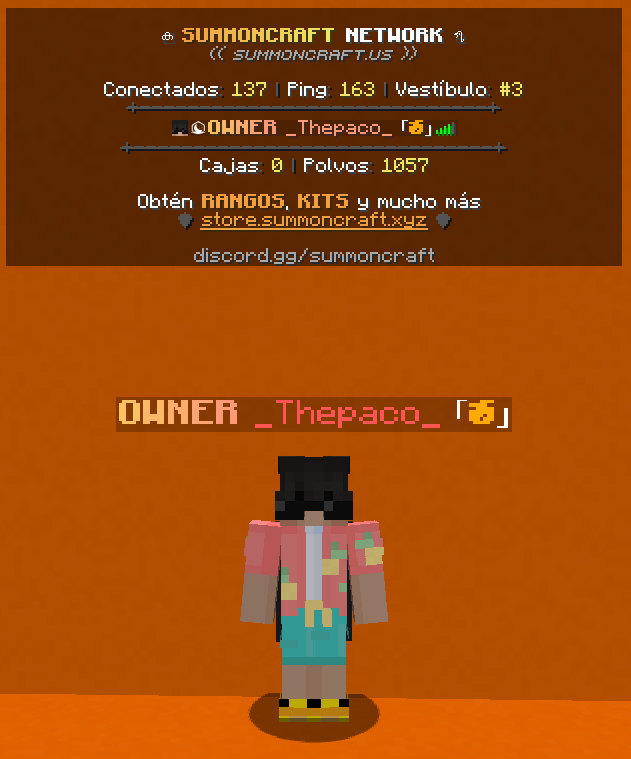 SUMMONCRAFT NETWORK
(( SUMMONCRAFT.US ))
Conectados: 137 | Ping: 163 | Vestíbulo: #3
OWNER _Thepaco_ 「」
Cajas: 0 | Polvos: 1057
Obtén RANGOS, KITS y mucho más
store.summoncraft.xyz
discord.gg/summoncraft
OWNER _Thepaco_ 「」